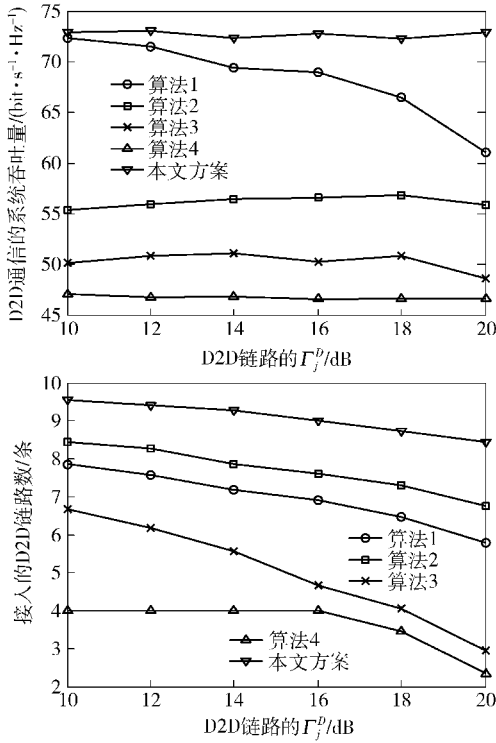 D2D通信的系统吞吐量/(bit·s⁻¹·Hz⁻¹)
75
70
65
60
55
50
45
算法1
算法2
算法3
算法4
本文方案
10 12 14 16 18 20
D2D链路的Γⱼᴰ/dB
接入的D2D链路数/条
10
9
8
7
6
5
4
3
2
算法1
算法2
算法3
算法4
本文方案
10 12 14 16 18 20
D2D链路的Γⱼᴰ/dB